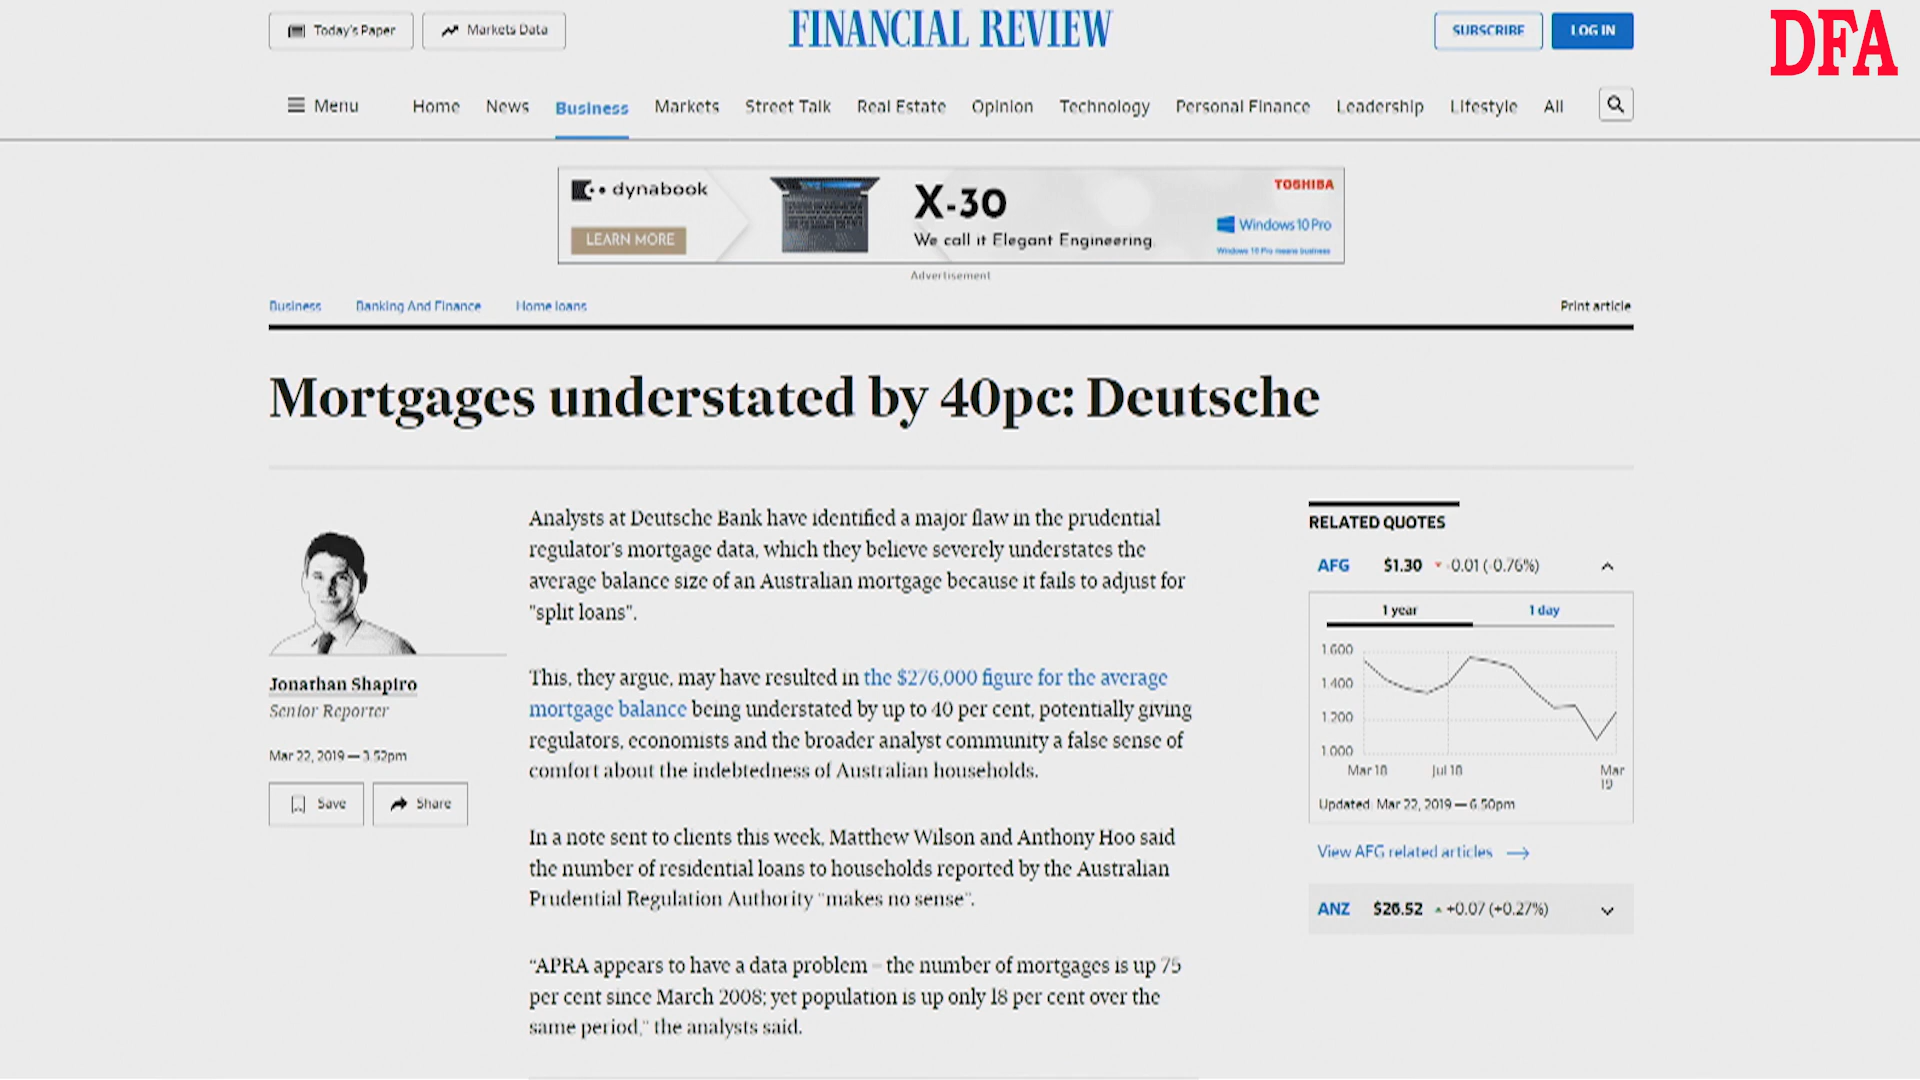 Today's Paper
Markets Data
FINANCIAL REVIEW
SUBSCRIBE
LOG IN
DFA
Menu
Home
News
Business
Markets
Street Talk
Real Estate
Opinion
Technology
Personal Finance
Leadership
Lifestyle
All
dynabook
LEARN MORE
X-30
We call it Elegant Engineering
TOSHIBA
Windows 10 Pro
Windows 10 Pro means business
Advertisement
Business
Banking And Finance
Home loans
Print article
Mortgages understated by 40pc: Deutsche
Jonathan Shapiro
Senior Reporter
Mar 22, 2019 — 3.52pm
Save
Share
Analysts at Deutsche Bank have identified a major flaw in the prudential
regulator's mortgage data, which they believe severely understates the
average balance size of an Australian mortgage because it fails to adjust for
"split loans".
This, they argue, may have resulted in the $276,000 figure for the average
mortgage balance being understated by up to 40 per cent, potentially giving
regulators, economists and the broader analyst community a false sense of
comfort about the indebtedness of Australian households.
In a note sent to clients this week, Matthew Wilson and Anthony Hoo said
the number of residential loans to households reported by the Australian
Prudential Regulation Authority "makes no sense".
"APRA appears to have a data problem – the number of mortgages is up 75
per cent since March 2008; yet population is up only 18 per cent over the
same period," the analysts said.
RELATED QUOTES
AFG $1.30 -0.01 (-0.76%)
1 year
1 day
1.600
1.400
1.200
1.000
Mar 18
Jul 18
Mar
19
Updated: Mar 22, 2019 — 6.50pm
View AFG related articles
ANZ $26.52 +0.07 (+0.27%)